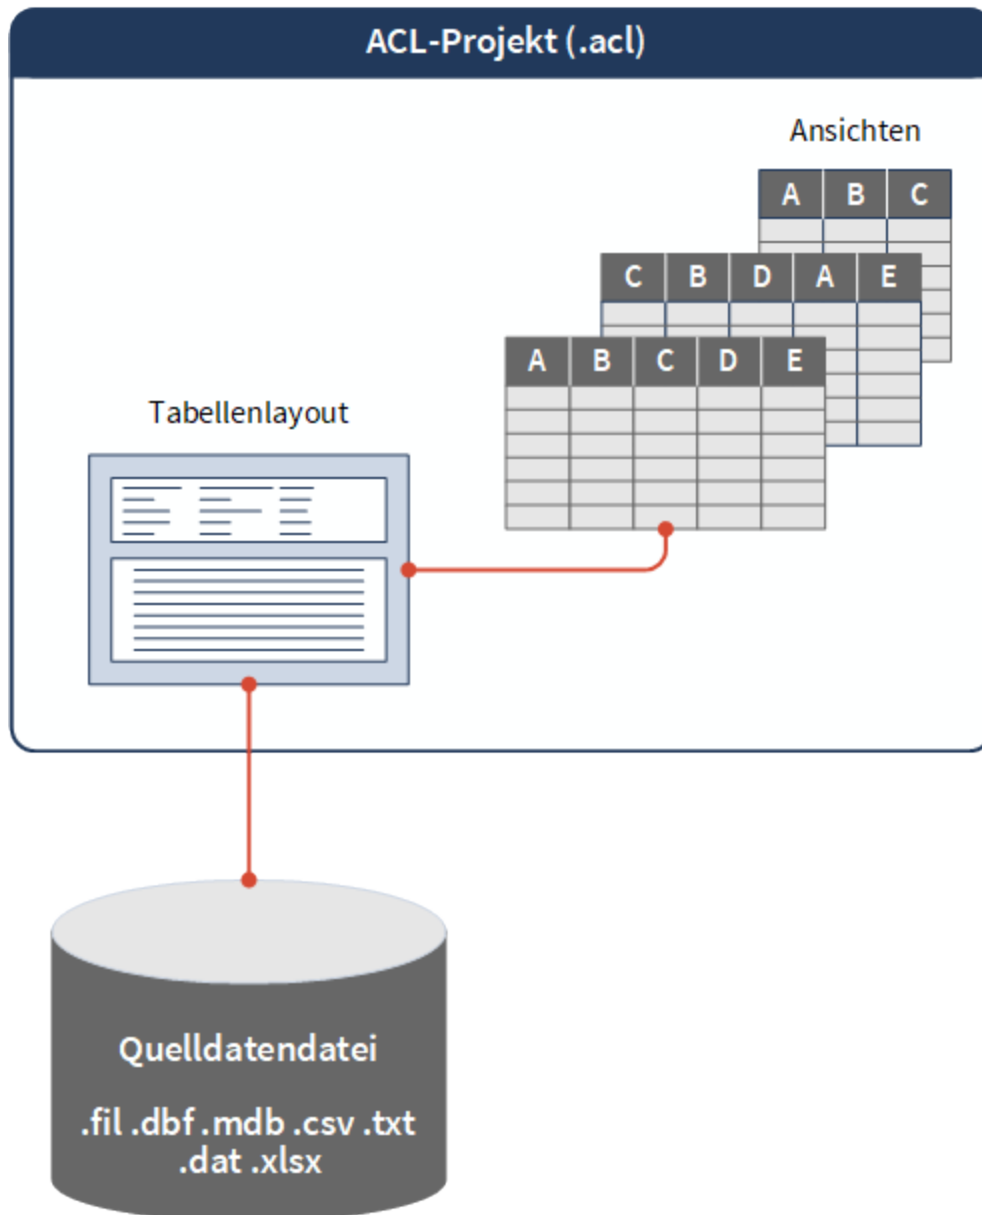 ACL-Projekt (.acl)
Ansichten
A B C
C B D A E
A B C D E
Tabellenlayout
Quelldatendatei
.fil .dbf .mdb .csv .txt
.dat .xlsx